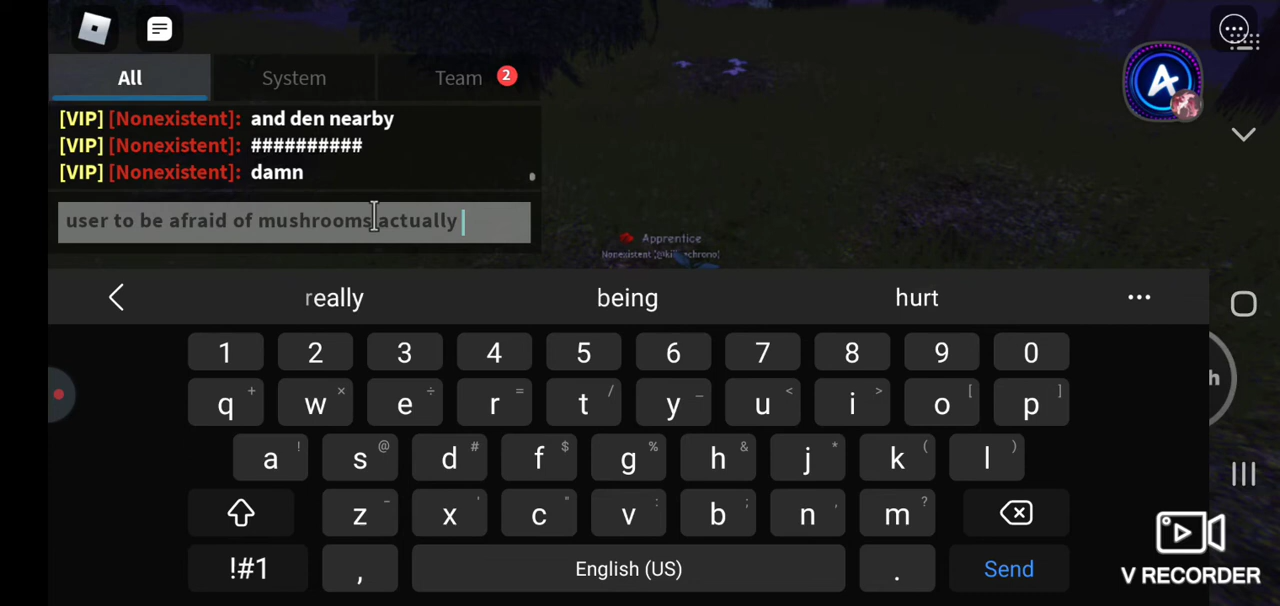 All System Team 2
[VIP] [Nonexistent]: and den nearby
[VIP] [Nonexistent]: ##########
[VIP] [Nonexistent]: damn
user to be afraid of mushrooms actually
Apprentice
Nonexistent
really being hurt
1 2 3 4 5 6 7 8 9 0
q + w × e ÷ r = t / y _ u < i > o [ p ]
h
a ! s @ d # f $ g % h & j * k ( l )
z - x ' c " v : b ; n , m ?
!#1 , English (US) . Send
V RECORDER